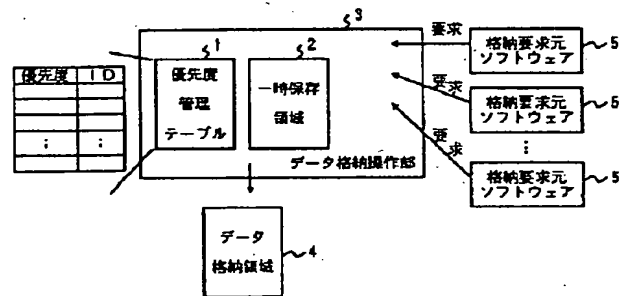 3
1
2
優先度 ID
： ：
優先度
管理
テーブル
一時保存
領域
データ格納操作部
要求
要求
要求
格納要求元
ソフトウェア
5
格納要求元
ソフトウェア
5
：
格納要求元
ソフトウェア
5
データ
格納領域
4